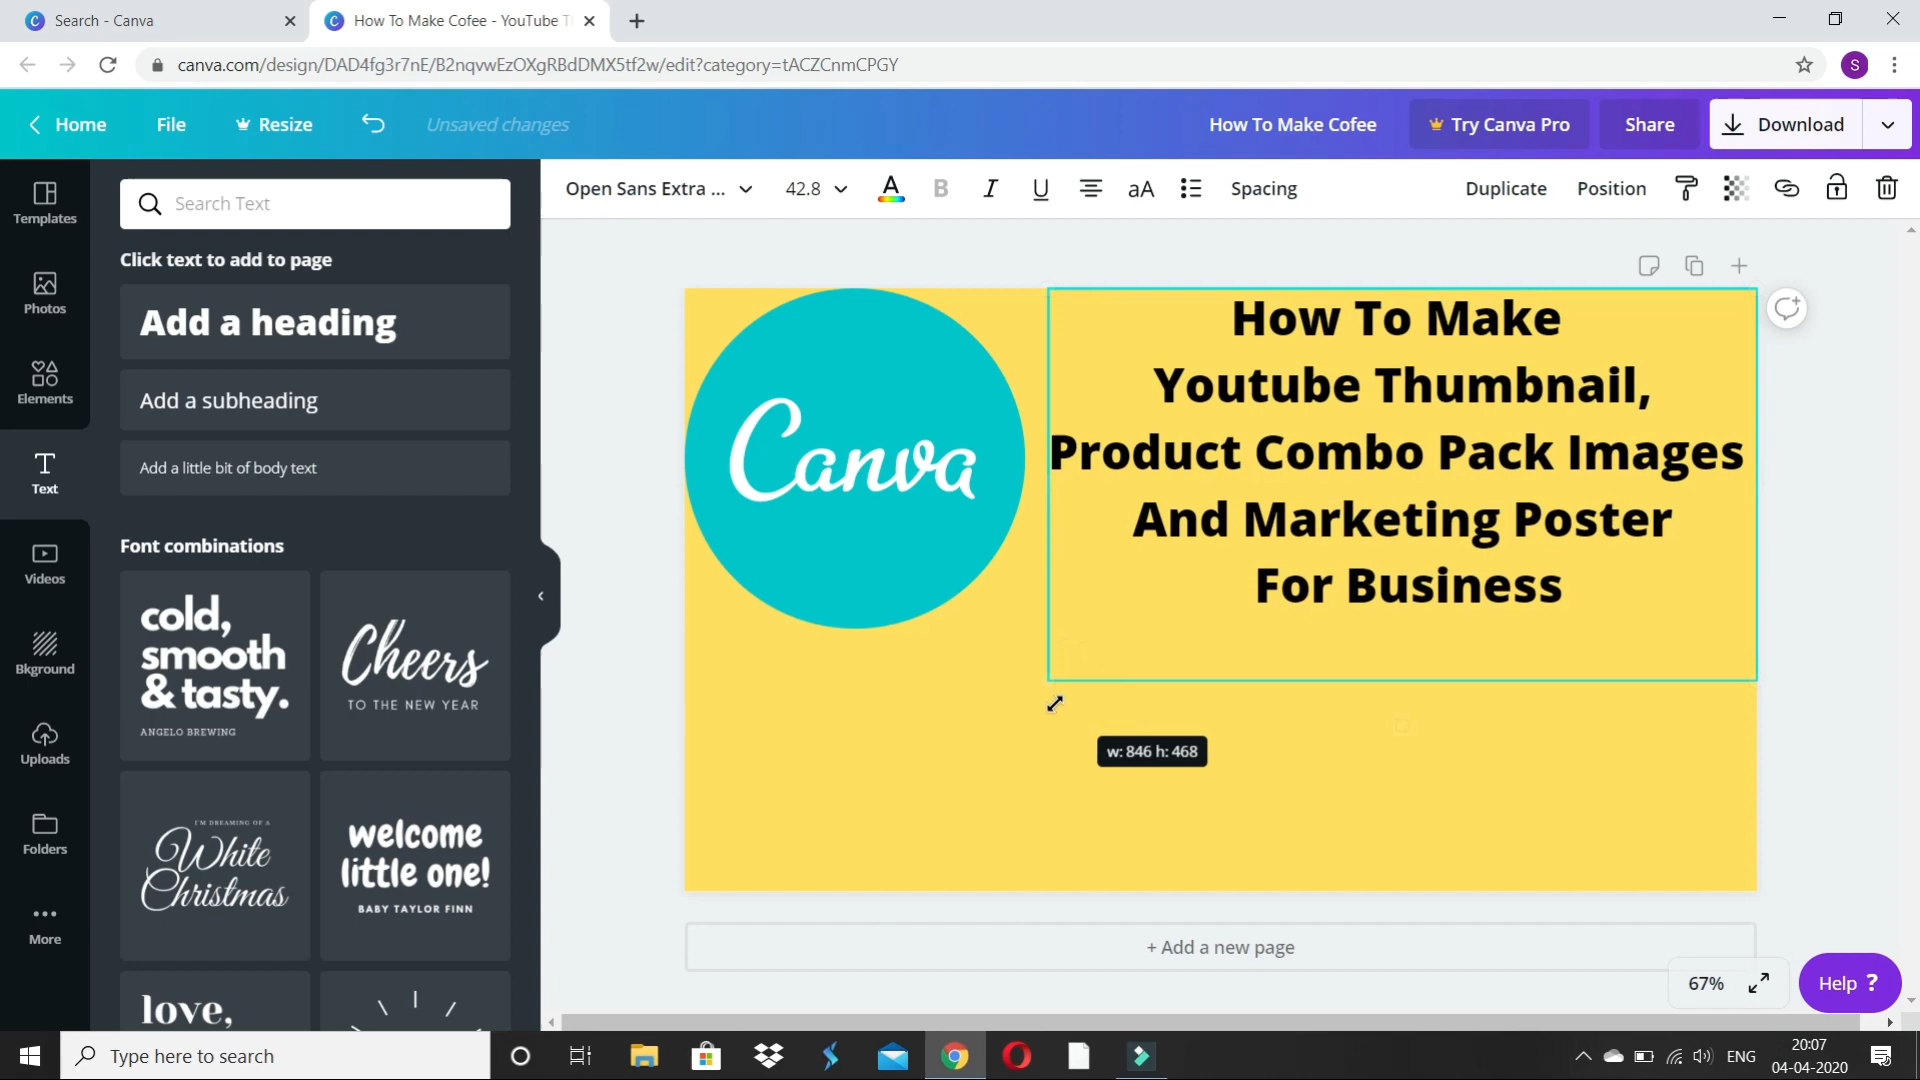 Search - Canva
How To Make Cofee - YouTube T
canva.com/design/DAD4fg3r7nE/B2nqvwEzOXgRBdDMX5tf2w/edit?category=tACZCnmCPGY
S
Home
File
Resize
Unsaved changes
How To Make Cofee
Try Canva Pro
Share
Download
Templates
Photos
Elements
Text
Videos
Bkground
Uploads
Folders
More
Search Text
Click text to add to page
Add a heading
Add a subheading
Add a little bit of body text
Font combinations
cold,
smooth
& tasty.
ANGELO BREWING
Cheers
TO THE NEW YEAR
I'M DREAMING OF A
White
Christmas
welcome
little one!
BABY TAYLOR FINN
love,
Open Sans Extra ...
42.8
A
B
I
U
aA
Spacing
Duplicate
Position
Canva
How To Make
Youtube Thumbnail,
Product Combo Pack Images
And Marketing Poster
For Business
w: 846 h: 468
+ Add a new page
67%
Help ?
Type here to search
ENG
20:07
04-04-2020